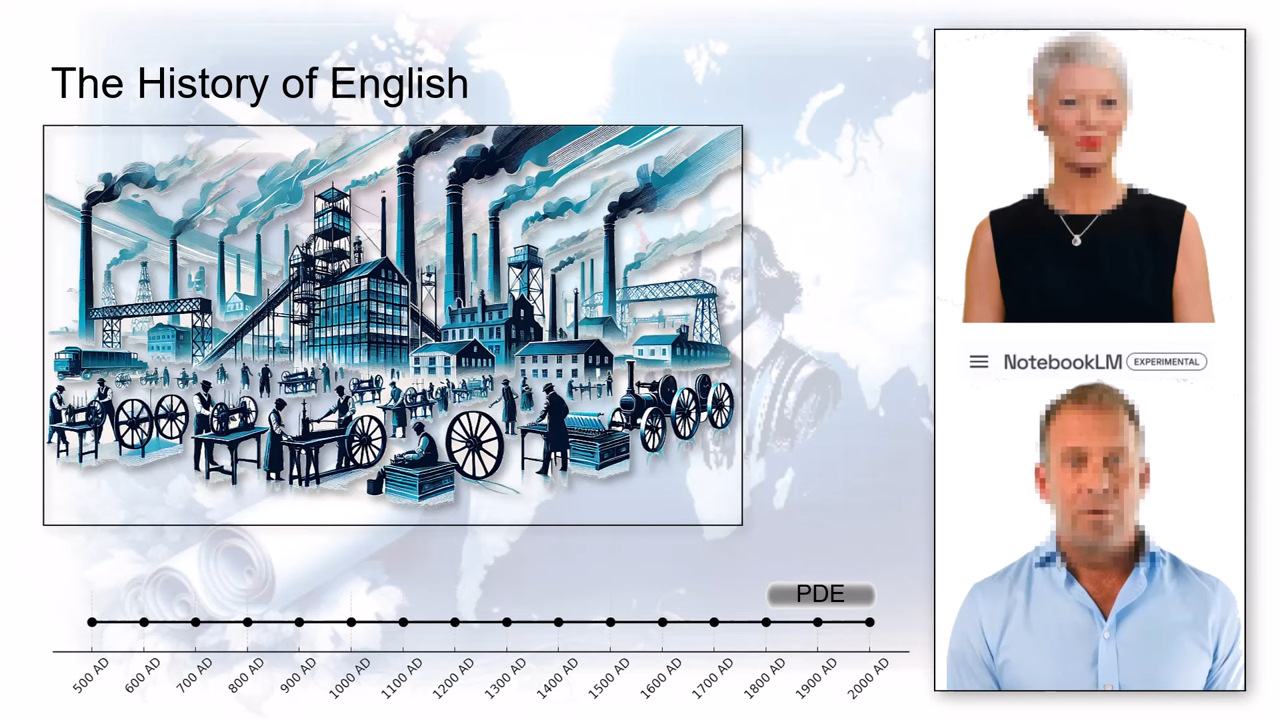 The History of English
NotebookLM EXPERIMENTAL
PDE
500 AD
600 AD
700 AD
800 AD
900 AD
1000 AD
1100 AD
1200 AD
1300 AD
1400 AD
1500 AD
1600 AD
1700 AD
1800 AD
1900 AD
2000 AD